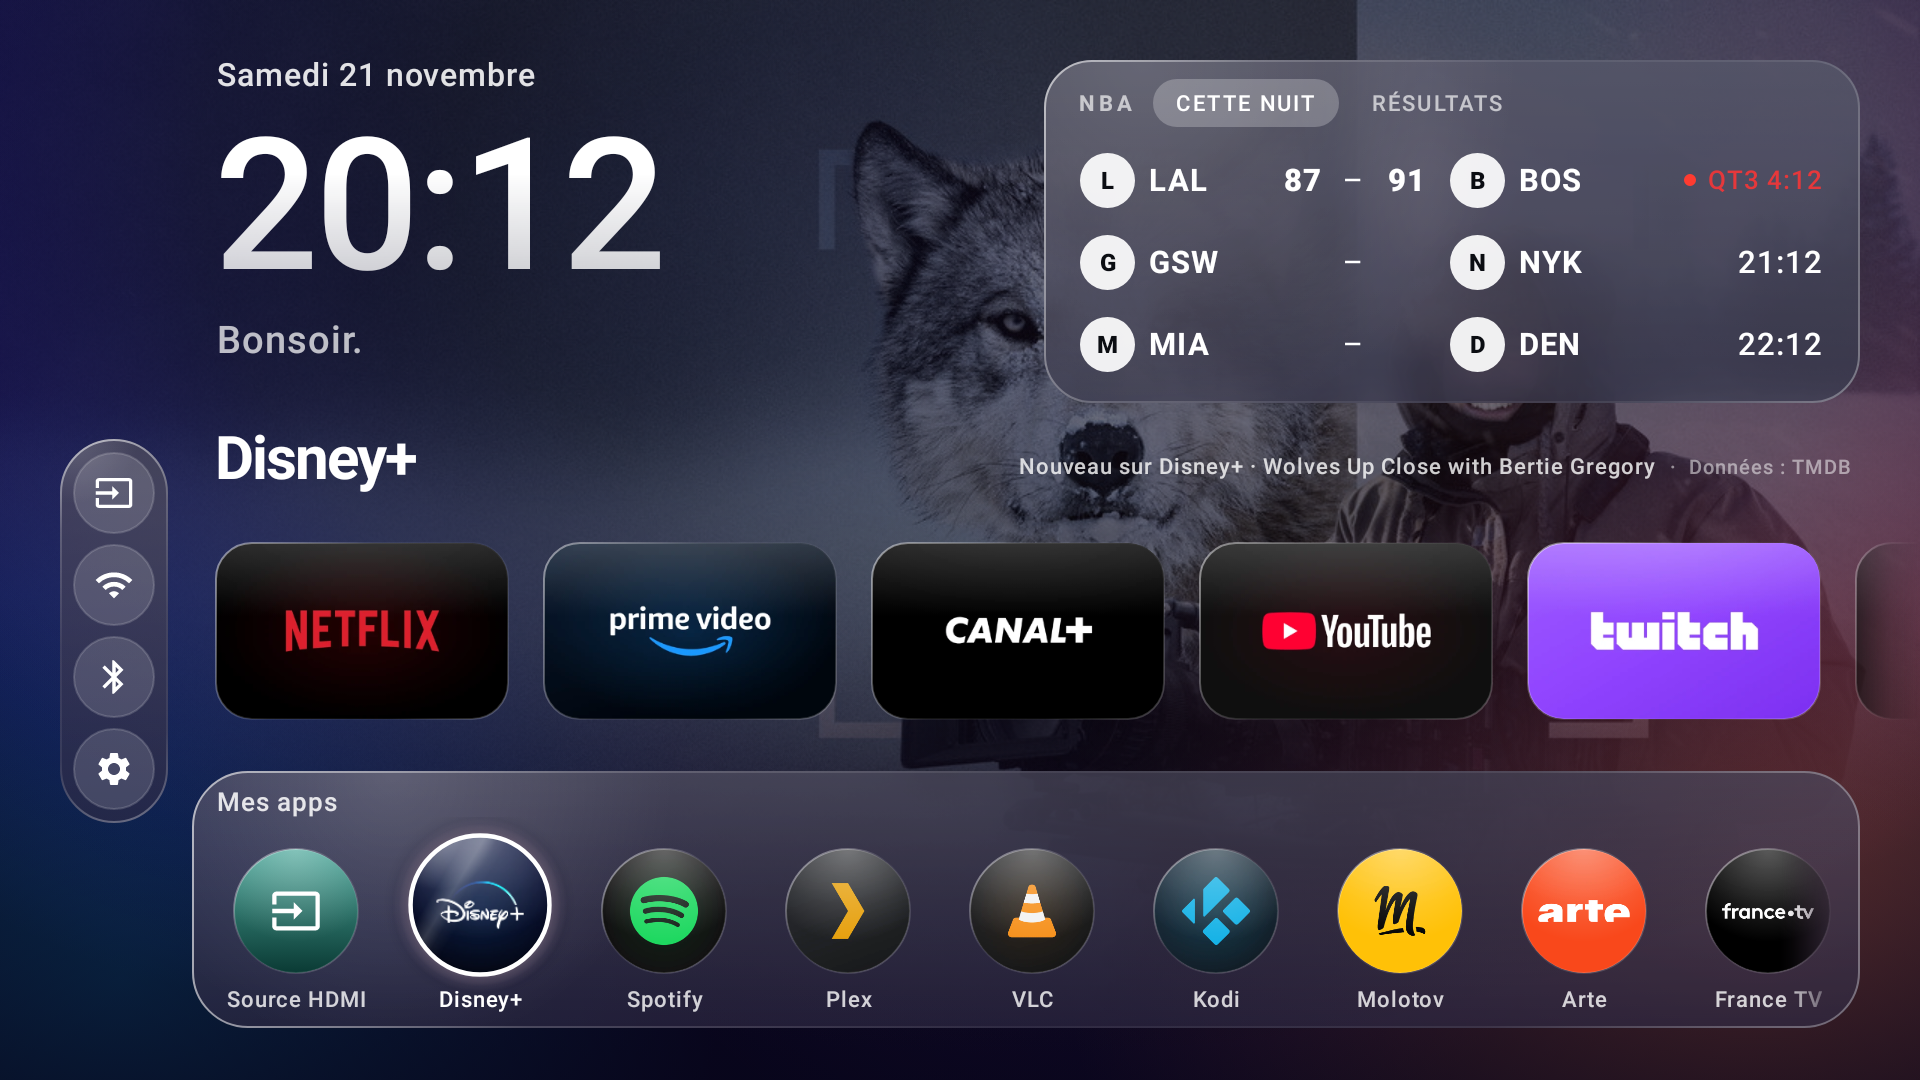 Samedi 21 novembre
20:12
Bonsoir.
NBA CETTE NUIT RÉSULTATS
L LAL 87 – 91 B BOS QT3 4:12
G GSW – N NYK 21:12
M MIA – D DEN 22:12
Disney+
Nouveau sur Disney+ · Wolves Up Close with Bertie Gregory · Données : TMDB
NETFLIX
prime video
CANAL+
YouTube
twitch
Mes apps
Disney+
m.
arte
france•tv
Source HDMI
Disney+
Spotify
Plex
VLC
Kodi
Molotov
Arte
France TV